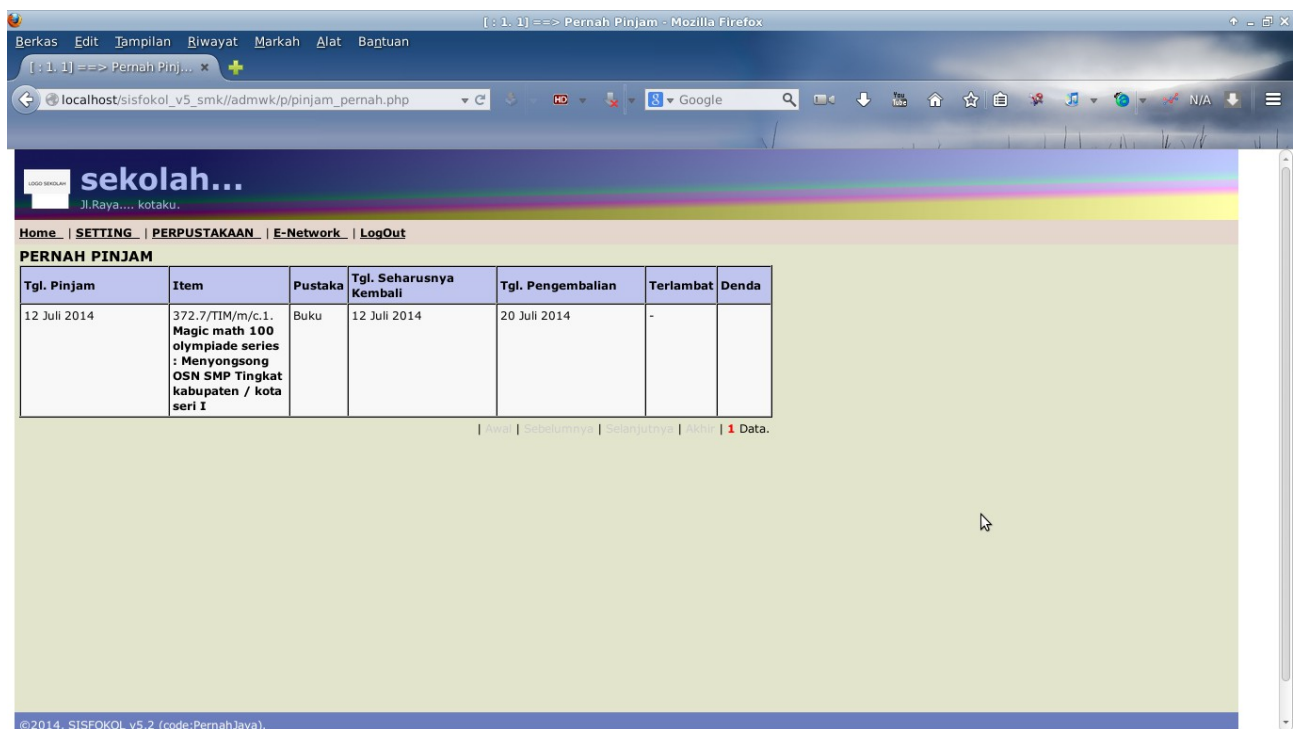 [ : 1. 1] ==> Pernah Pinjam - Mozilla Firefox
Berkas Edit Tampilan Riwayat Markah Alat Bantuan
[ : 1. 1] ==> Pernah Pinj...
localhost/sisfokol_v5_smk//admwk/p/pinjam_pernah.php HD Google You Tube N/A
LOGO SEKOLAH
sekolah...
Jl.Raya.... kotaku.
Home | SETTING | PERPUSTAKAAN | E-Network | LogOut
PERNAH PINJAM
Tgl. Pinjam Item Pustaka Tgl. Seharusnya Kembali Tgl. Pengembalian Terlambat Denda
12 Juli 2014 372.7/TIM/m/c.1. Buku 12 Juli 2014 20 Juli 2014 -
Magic math 100
olympiade series
: Menyongsong
OSN SMP Tingkat
kabupaten / kota
seri I
| Awal | Sebelumnya | Selanjutnya | Akhir | 1 Data.
©2014. SISFOKOL v5.2 (code:PernahJaya).